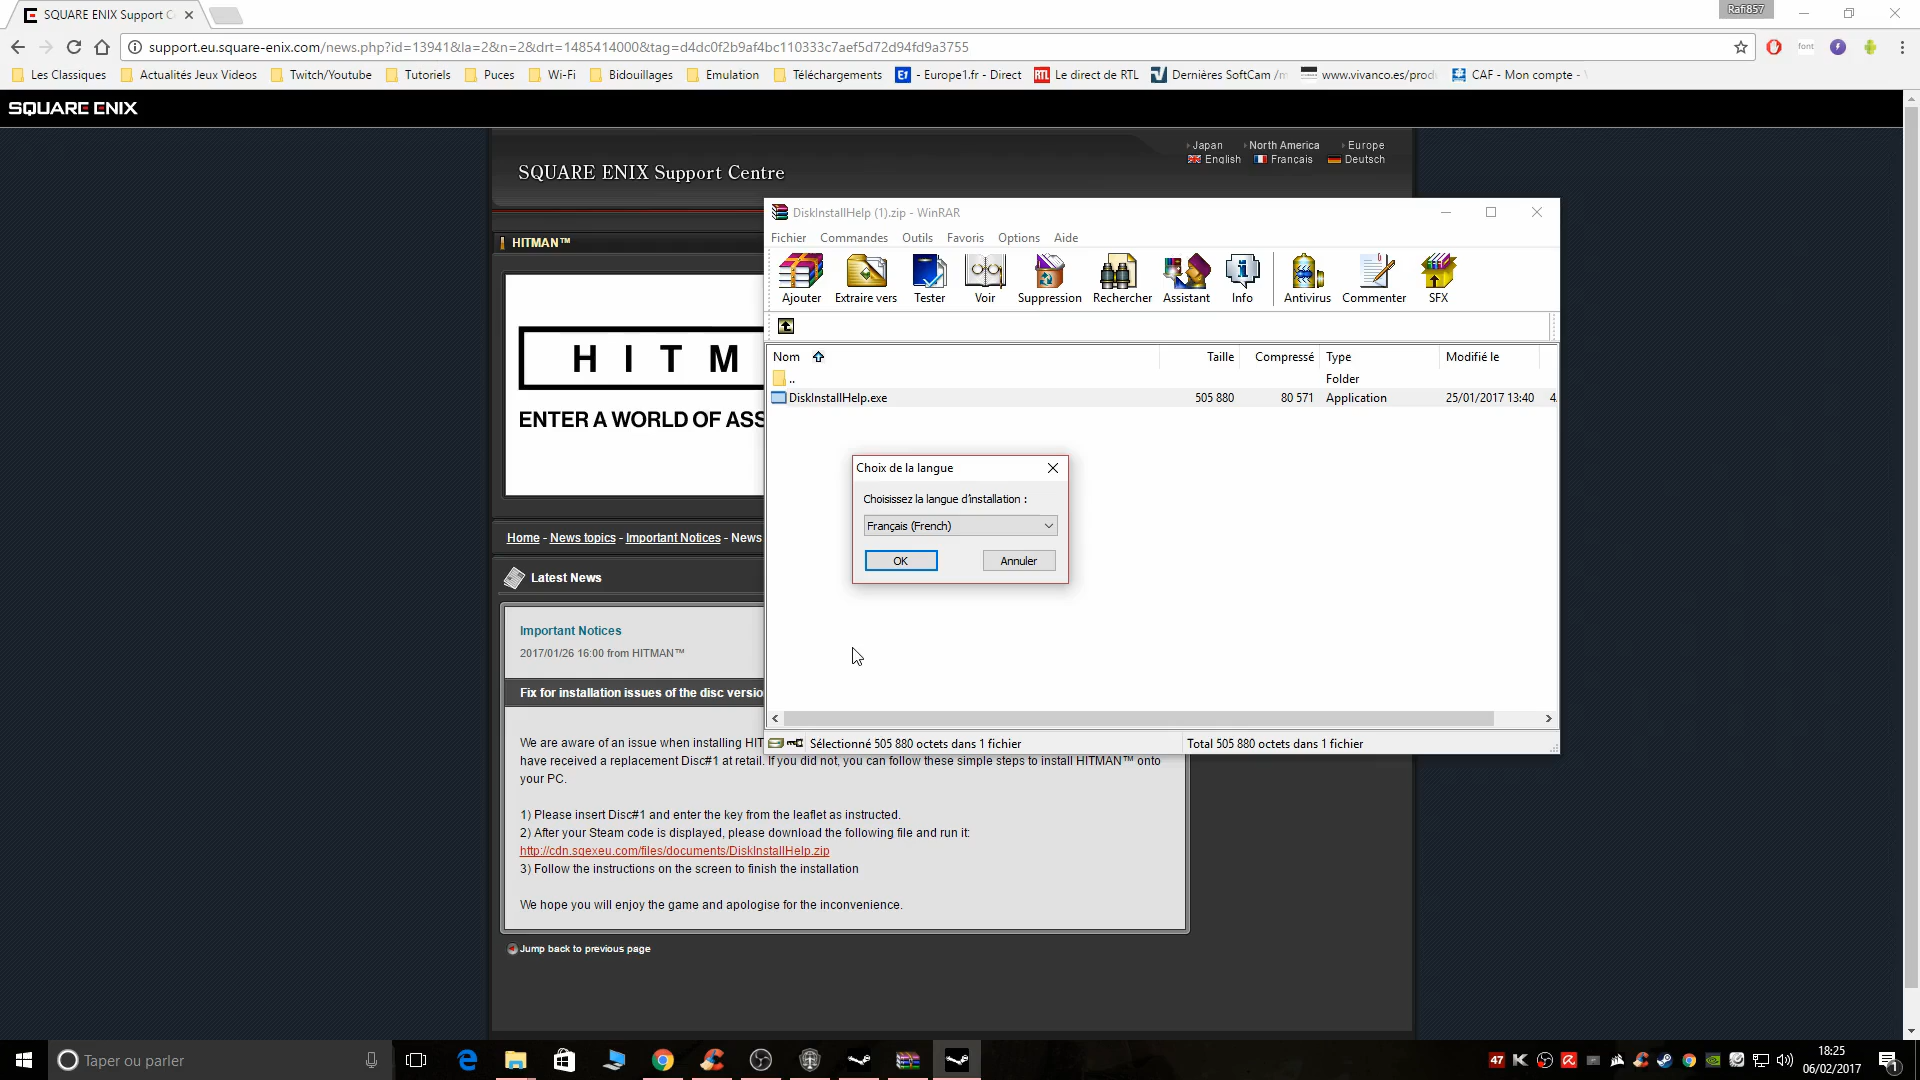 SQUARE ENIX Support C
Rafi857
support.eu.square-enix.com/news.php?id=13941&la=2&n=2&drt=1485414000&tag=d4dc0f2b9af4bc110333c7aef5d72d94fd9a3755
font
Les Classiques
Actualités Jeux Videos
Twitch/Youtube
Tutoriels
Puces
Wi-Fi
Bidouillages
Emulation
Téléchargements
E1 - Europe1.fr - Direct
RTL Le direct de RTL
Dernières SoftCam /m
www.vivanco.es/prod
CAF - Mon compte -
SQUARE ENIX
Japan North America Europe
English Français Deutsch
SQUARE ENIX Support Centre
DiskInstallHelp (1).zip - WinRAR
Fichier Commandes Outils Favoris Options Aide
HITMAN™
Ajouter Extraire vers Tester Voir Suppression Rechercher Assistant Info Antivirus Commenter SFX
HITM
ENTER A WORLD OF ASS
Nom Taille Compressé Type Modifié le
.. Folder
DiskInstallHelp.exe 505 880 80 571 Application 25/01/2017 13:40 4
Choix de la langue
Choisissez la langue d'installation :
Français (French)
OK Annuler
Home - News topics - Important Notices - News
Latest News
Important Notices
2017/01/26 16:00 from HITMAN™
Fix for installation issues of the disc versio
Sélectionné 505 880 octets dans 1 fichier
Total 505 880 octets dans 1 fichier
We are aware of an issue when installing HIT
have received a replacement Disc#1 at retail. If you did not, you can follow these simple steps to install HITMAN™ onto
your PC.
1) Please insert Disc#1 and enter the key from the leaflet as instructed.
2) After your Steam code is displayed, please download the following file and run it:
http://cdn.sqexeu.com/files/documents/DiskInstallHelp.zip
3) Follow the instructions on the screen to finish the installation
We hope you will enjoy the game and apologise for the inconvenience.
Jump back to previous page
Taper ou parler
47
18:25
06/02/2017
1